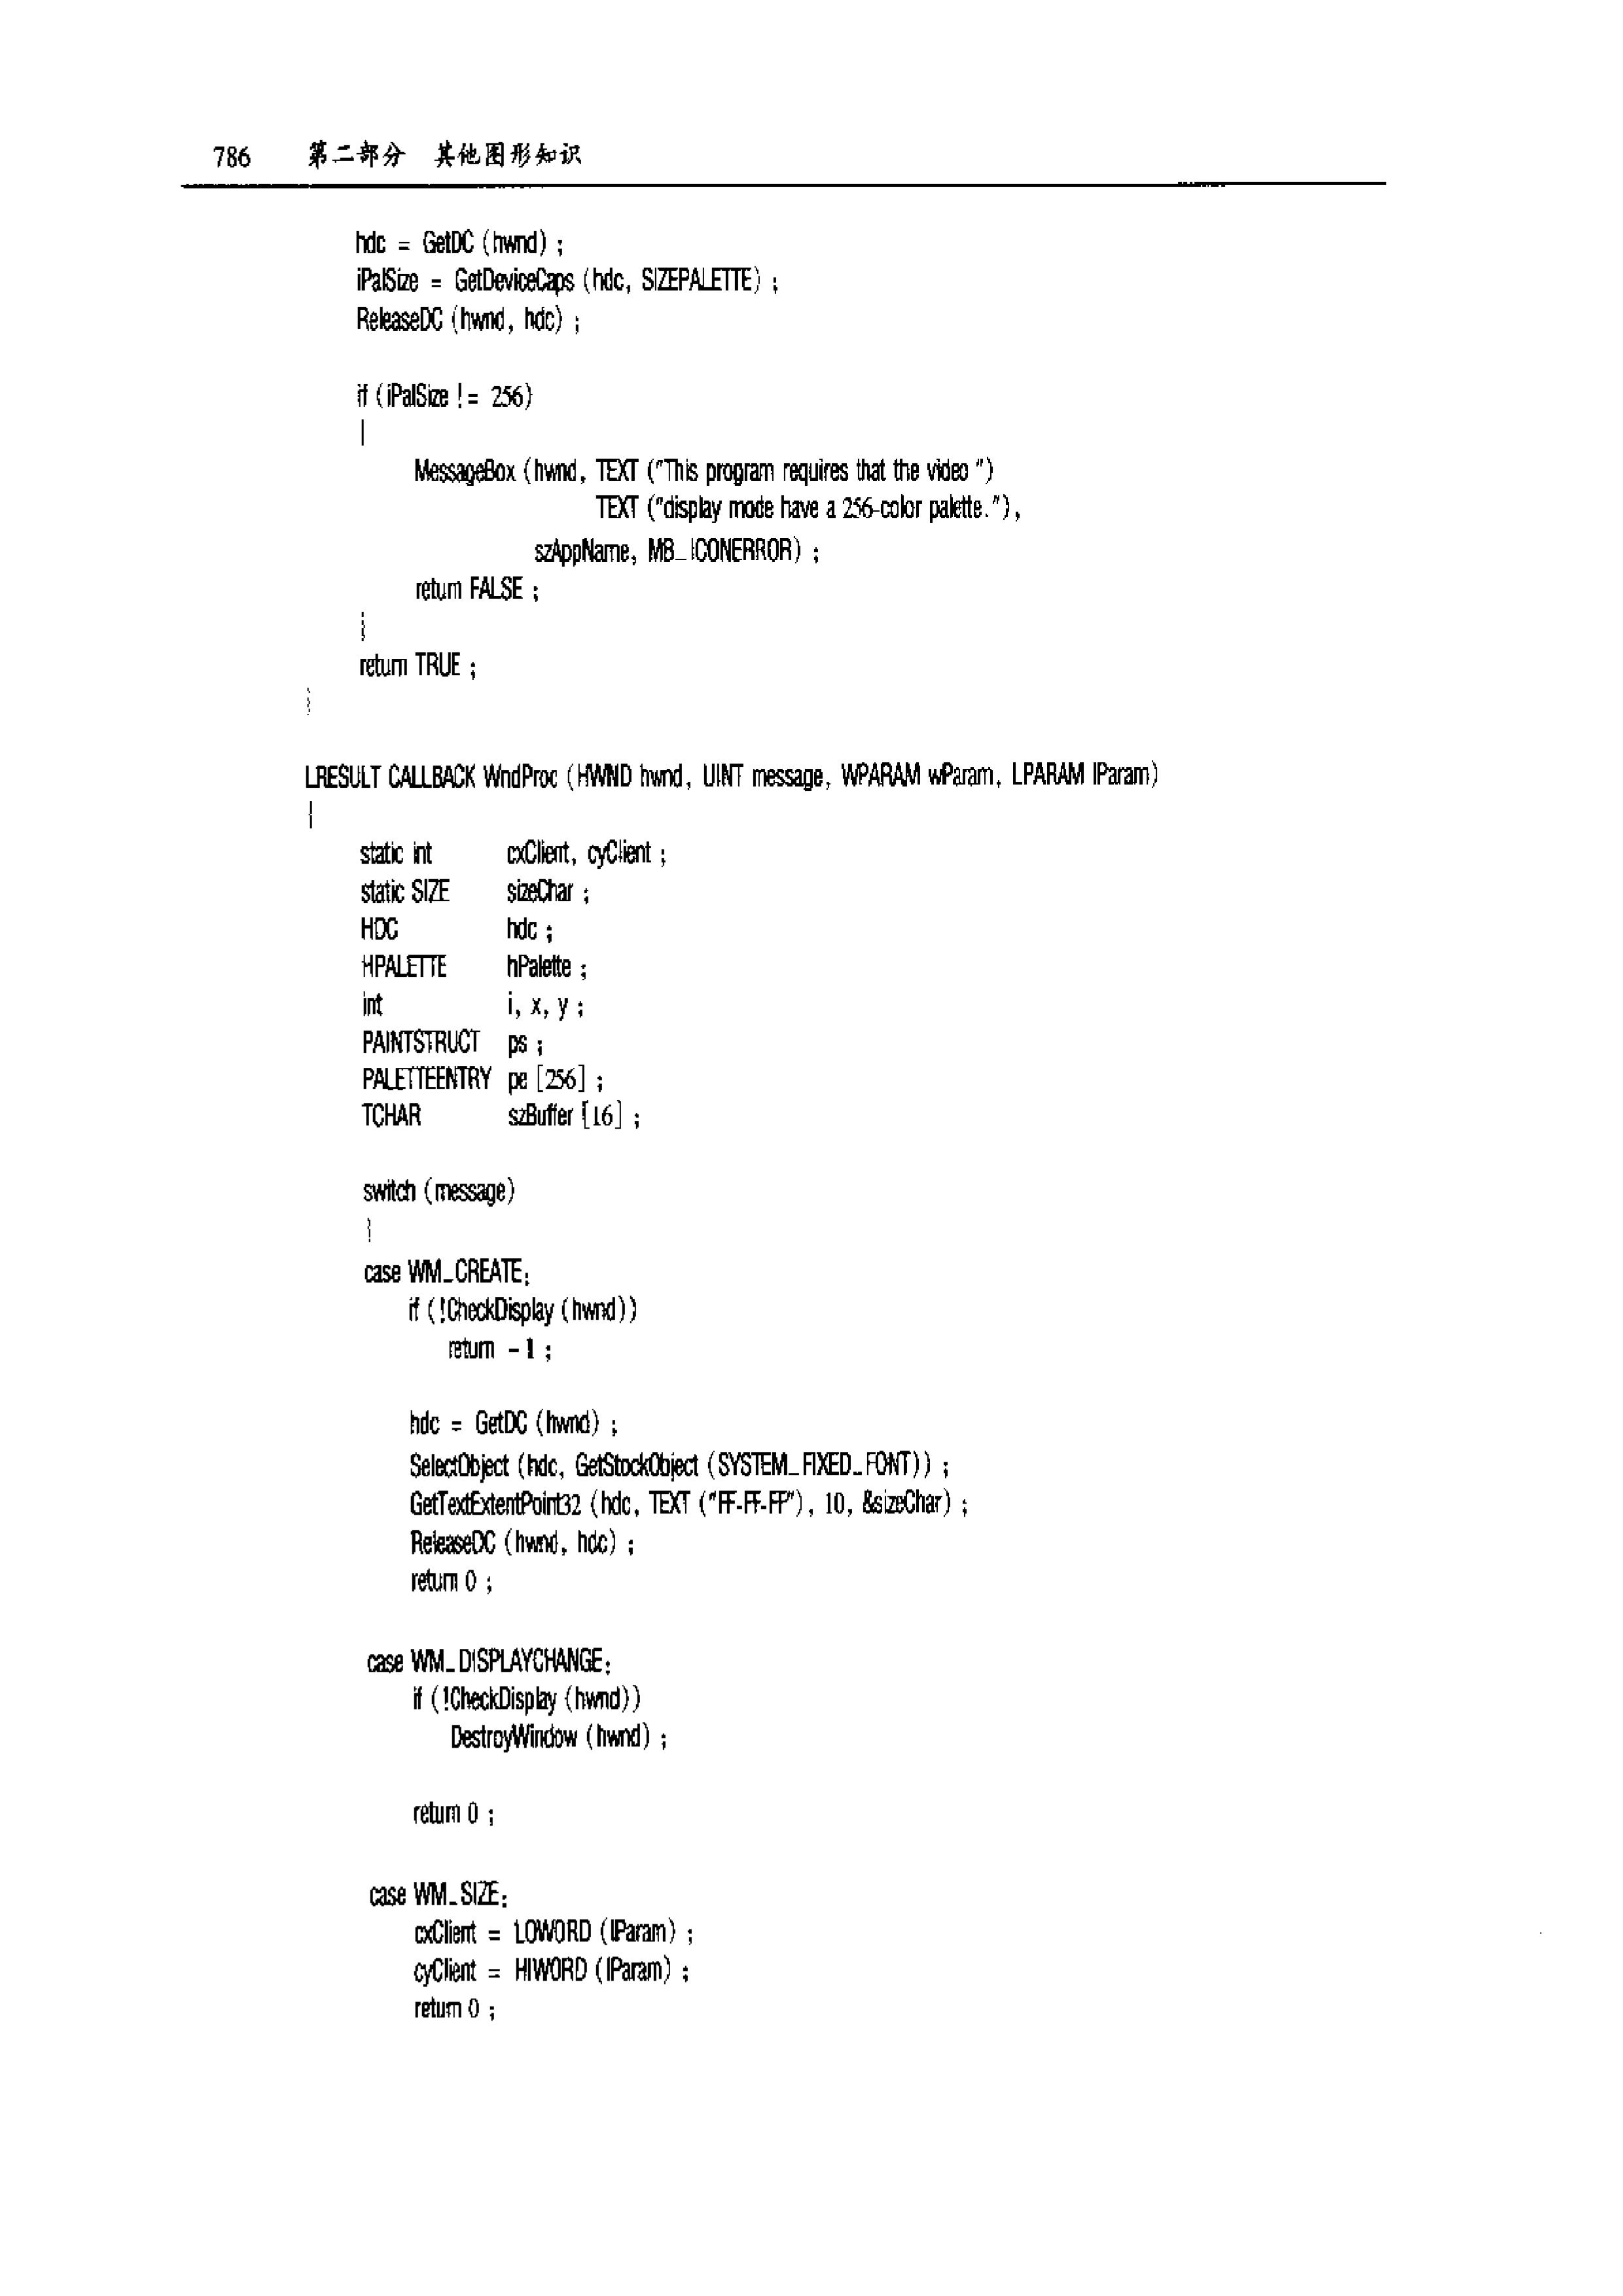 786 第二部分 其他图形知识
hdc = GetDC (hwnd) ;
iPalSize = GetDeviceCaps (hdc, SIZEPALETTE) ;
ReleaseDC (hwnd, hdc) ;
if (iPalSize != 256)
{
MessageBox (hwnd, TEXT ("This program requires that the video ")
TEXT ("display mode have a 256-color palette."),
szAppName, MB_ICONERROR) ;
return FALSE ;
}
return TRUE ;
}
LRESULT CALLBACK WndProc (HWND hwnd, UINT message, WPARAM wParam, LPARAM lParam)
{
static int cxClient, cyClient ;
static SIZE sizeChar ;
HDC hdc ;
HPALETTE hPalette ;
int i, x, y ;
PAINTSTRUCT ps ;
PALETTEENTRY pe [256] ;
TCHAR szBuffer [16] ;
switch (message)
{
case WM_CREATE:
if (!CheckDisplay (hwnd))
return -1 ;
hdc = GetDC (hwnd) ;
SelectObject (hdc, GetStockObject (SYSTEM_FIXED_FONT)) ;
GetTextExtentPoint32 (hdc, TEXT ("FF-FF-FF"), 10, &sizeChar) ;
ReleaseDC (hwnd, hdc) ;
return 0 ;
case WM_DISPLAYCHANGE:
if (!CheckDisplay (hwnd))
DestroyWindow (hwnd) ;
return 0 ;
case WM_SIZE:
cxClient = LOWORD (lParam) ;
cyClient = HIWORD (lParam) ;
return 0 ;